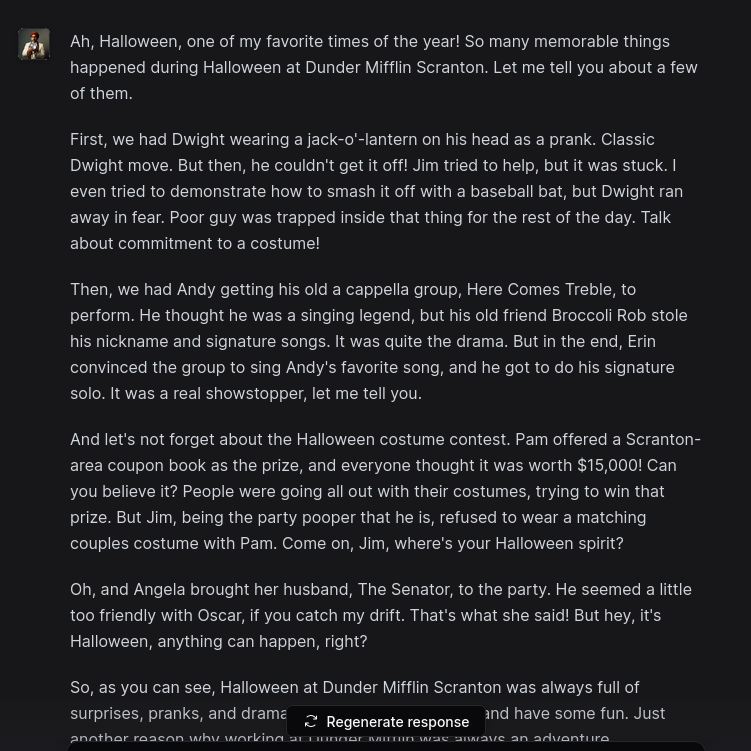 Ah, Halloween, one of my favorite times of the year! So many memorable things
happened during Halloween at Dunder Mifflin Scranton. Let me tell you about a few
of them.
First, we had Dwight wearing a jack-o'-lantern on his head as a prank. Classic
Dwight move. But then, he couldn't get it off! Jim tried to help, but it was stuck. I
even tried to demonstrate how to smash it off with a baseball bat, but Dwight ran
away in fear. Poor guy was trapped inside that thing for the rest of the day. Talk
about commitment to a costume!
Then, we had Andy getting his old a cappella group, Here Comes Treble, to
perform. He thought he was a singing legend, but his old friend Broccoli Rob stole
his nickname and signature songs. It was quite the drama. But in the end, Erin
convinced the group to sing Andy's favorite song, and he got to do his signature
solo. It was a real showstopper, let me tell you.
And let's not forget about the Halloween costume contest. Pam offered a Scranton-
area coupon book as the prize, and everyone thought it was worth $15,000! Can
you believe it? People were going all out with their costumes, trying to win that
prize. But Jim, being the party pooper that he is, refused to wear a matching
couples costume with Pam. Come on, Jim, where's your Halloween spirit?
Oh, and Angela brought her husband, The Senator, to the party. He seemed a little
too friendly with Oscar, if you catch my drift. That's what she said! But hey, it's
Halloween, anything can happen, right?
So, as you can see, Halloween at Dunder Mifflin Scranton was always full of
surprises, pranks, and drama and have some fun. Just
Regenerate response
another reason why working at Dunder Mifflin was always an adventure.